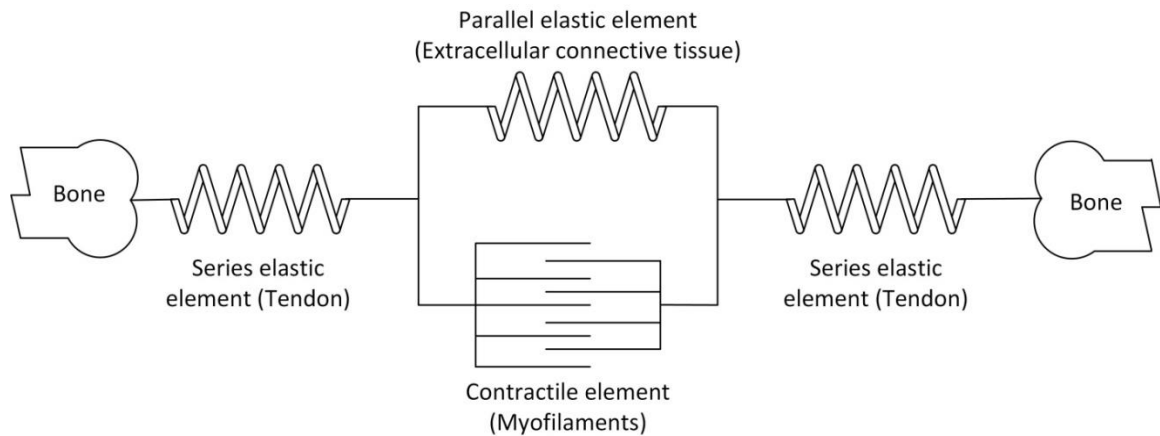 Parallel elastic element
(Extracellular connective tissue)
Bone
Series elastic
element (Tendon)
Series elastic
element (Tendon)
Bone
Contractile element
(Myofilaments)